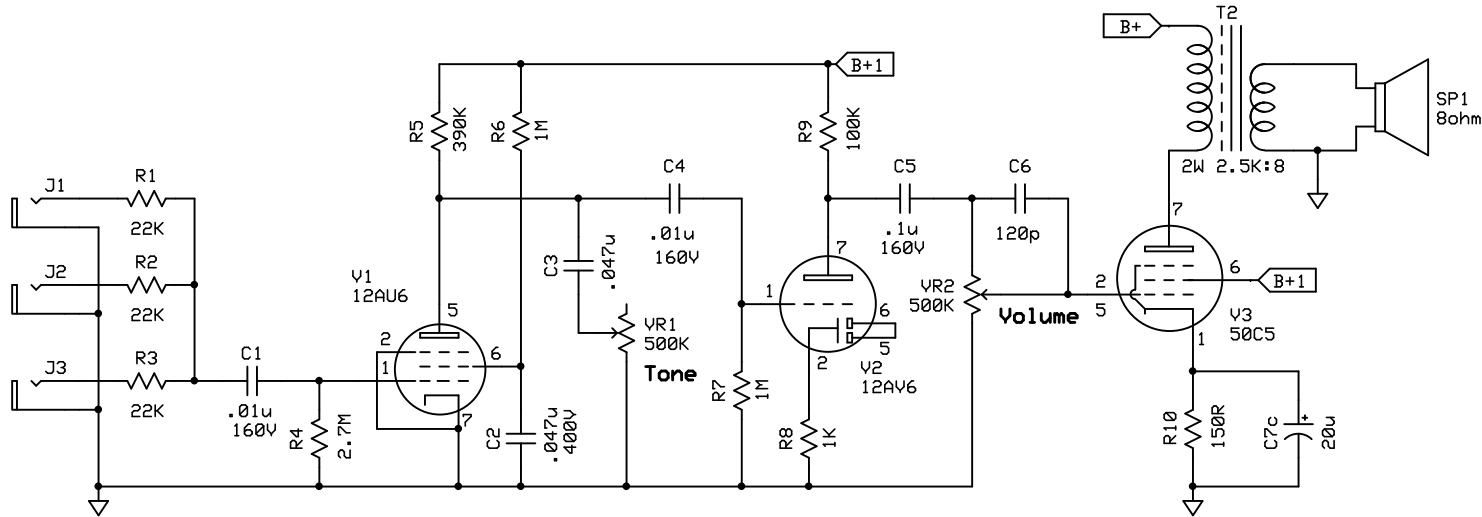 T2
B+
B+1
SP1
8ohm
R5
390K
R6
1M
R9
100K
2W 2.5K:8
J1
R1
22K
C4
.01u
160V
C5
.1u
160V
C6
120p
7
J2
R2
22K
C3
.047u
V1
12AU6
5
7
1
VR2
500K
Volume
2
5
6
B+1
V3
50C5
1
VR1
500K
Tone
6
5
2
V2
12AV6
J3
R3
22K
C1
.01u
160V
2
1
6
7
R4
2.7M
C2
.047u
400V
R7
1M
R8
1K
R10
150R
C7c
+
20u